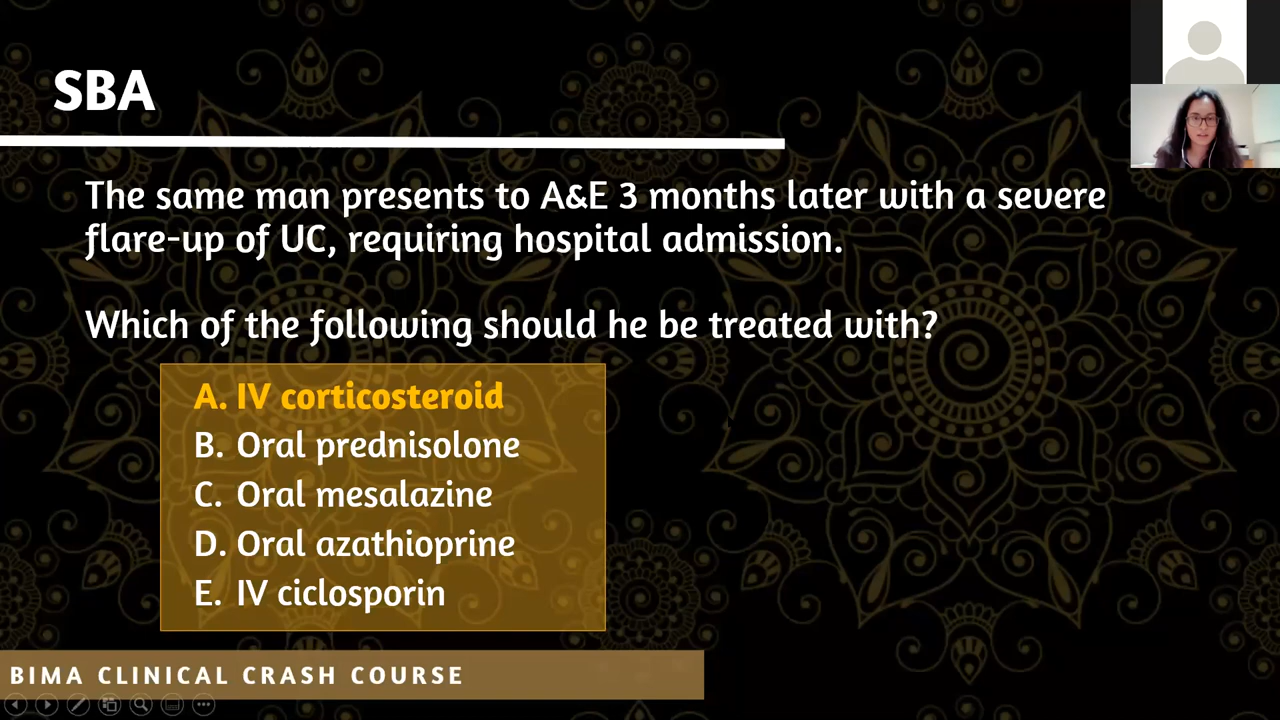 SBA
The same man presents to A&E 3 months later with a severe
flare-up of UC, requiring hospital admission.
Which of the following should he be treated with?
A. IV corticosteroid
B. Oral prednisolone
C. Oral mesalazine
D. Oral azathioprine
E. IV ciclosporin
BIMA CLINICAL CRASH COURSE